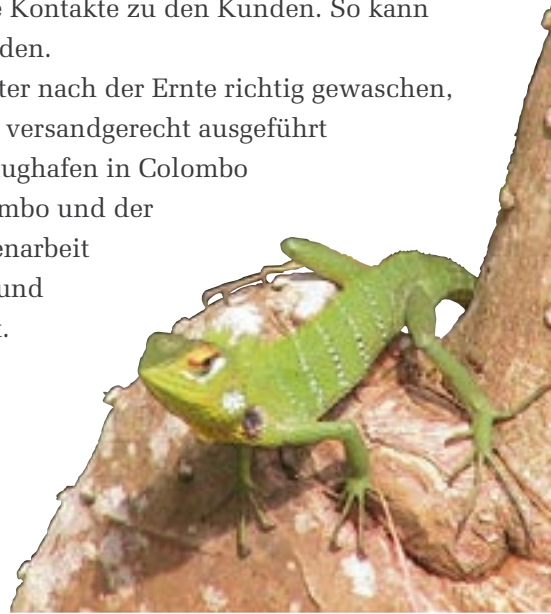 Kontakte zu den Kunden. So kann
den.
ter nach der Ernte richtig gewaschen,
versandgerecht ausgeführt
ughafen in Colombo
mbo und der
enarbeit
und
.